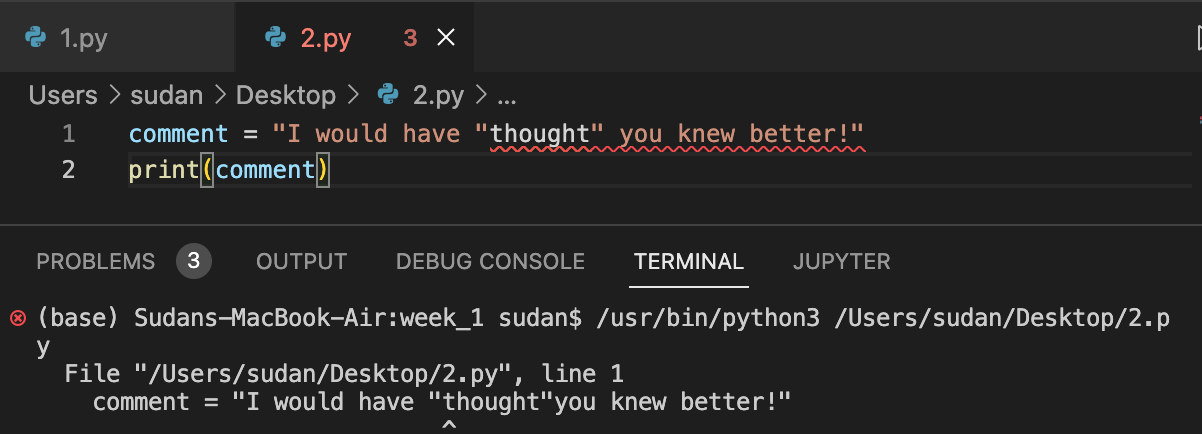 1.py 2.py 3
Users > sudan > Desktop > 2.py > ...
1 comment = "I would have "thought" you knew better!"
2 print(comment)
PROBLEMS 3 OUTPUT DEBUG CONSOLE TERMINAL JUPYTER
(base) Sudans-MacBook-Air:week_1 sudan$ /usr/bin/python3 /Users/sudan/Desktop/2.p
y
File "/Users/sudan/Desktop/2.py", line 1
comment = "I would have "thought"you knew better!"
^